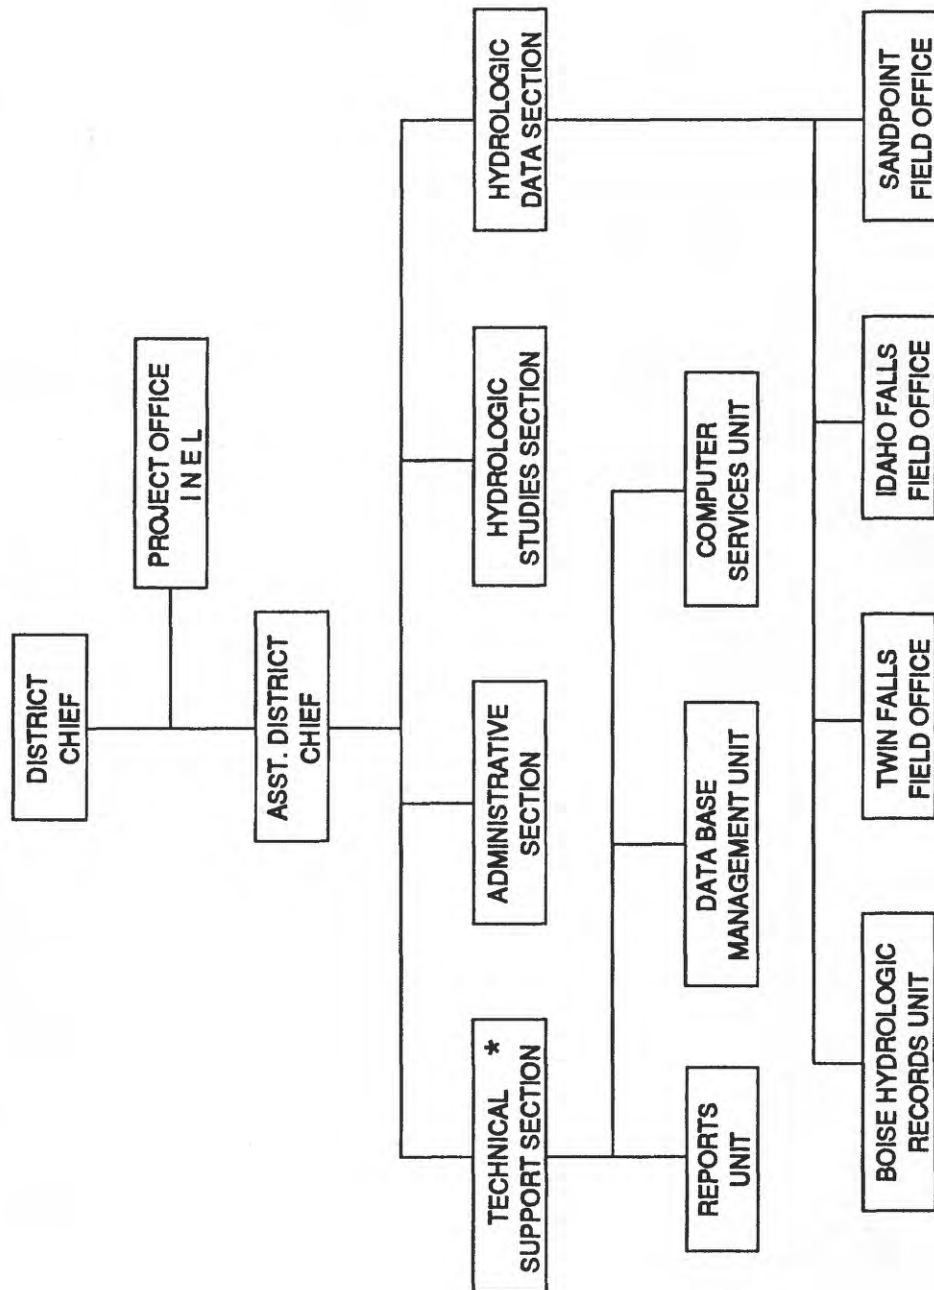 DISTRICT
CHIEF
PROJECT OFFICE
I N E L
ASST. DISTRICT
CHIEF
TECHNICAL *
SUPPORT SECTION
ADMINISTRATIVE
SECTION
HYDROLOGIC
STUDIES SECTION
HYDROLOGIC
DATA SECTION
REPORTS
UNIT
DATA BASE
MANAGEMENT UNIT
COMPUTER
SERVICES UNIT
BOISE HYDROLOGIC
RECORDS UNIT
TWIN FALLS
FIELD OFFICE
IDAHO FALLS
FIELD OFFICE
SANDPOINT
FIELD OFFICE